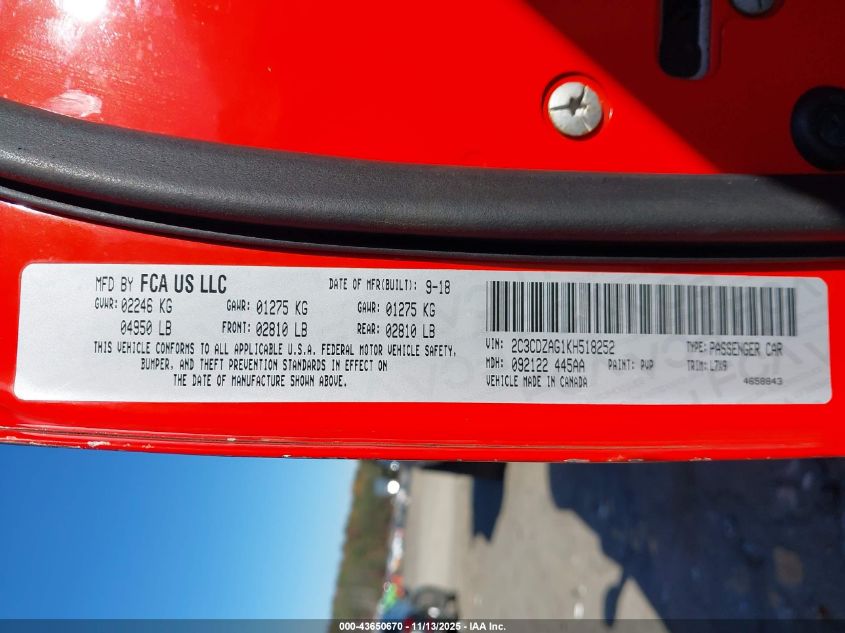 MFD BY FCA US LLC
DATE OF MFR(BUILT): 9-18
GVWR: 02246 KG GAWR: 01275 KG GAWR: 01275 KG
04950 LB FRONT: 02810 LB REAR: 02810 LB
THIS VEHICLE CONFORMS TO ALL APPLICABLE U.S.A. FEDERAL MOTOR VEHICLE SAFETY,
BUMPER, AND THEFT PREVENTION STANDARDS IN EFFECT ON
THE DATE OF MANUFACTURE SHOWN ABOVE.
VIN: 2C3CDZAG1KH518252 TYPE: PASSENGER CAR
MDH: 092122 445AA PAINT: PVP TRIM: L7X9
VEHICLE MADE IN CANADA 4658843
000-43650670 - 11/13/2025 - IAA Inc.